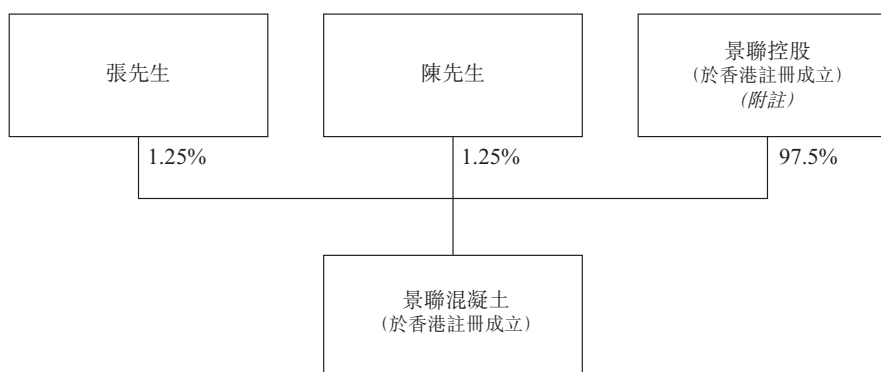 張先生
陳先生
景聯控股
(於香港註冊成立)
(附註)
1.25%
1.25%
97.5%
景聯混凝土
(於香港註冊成立)